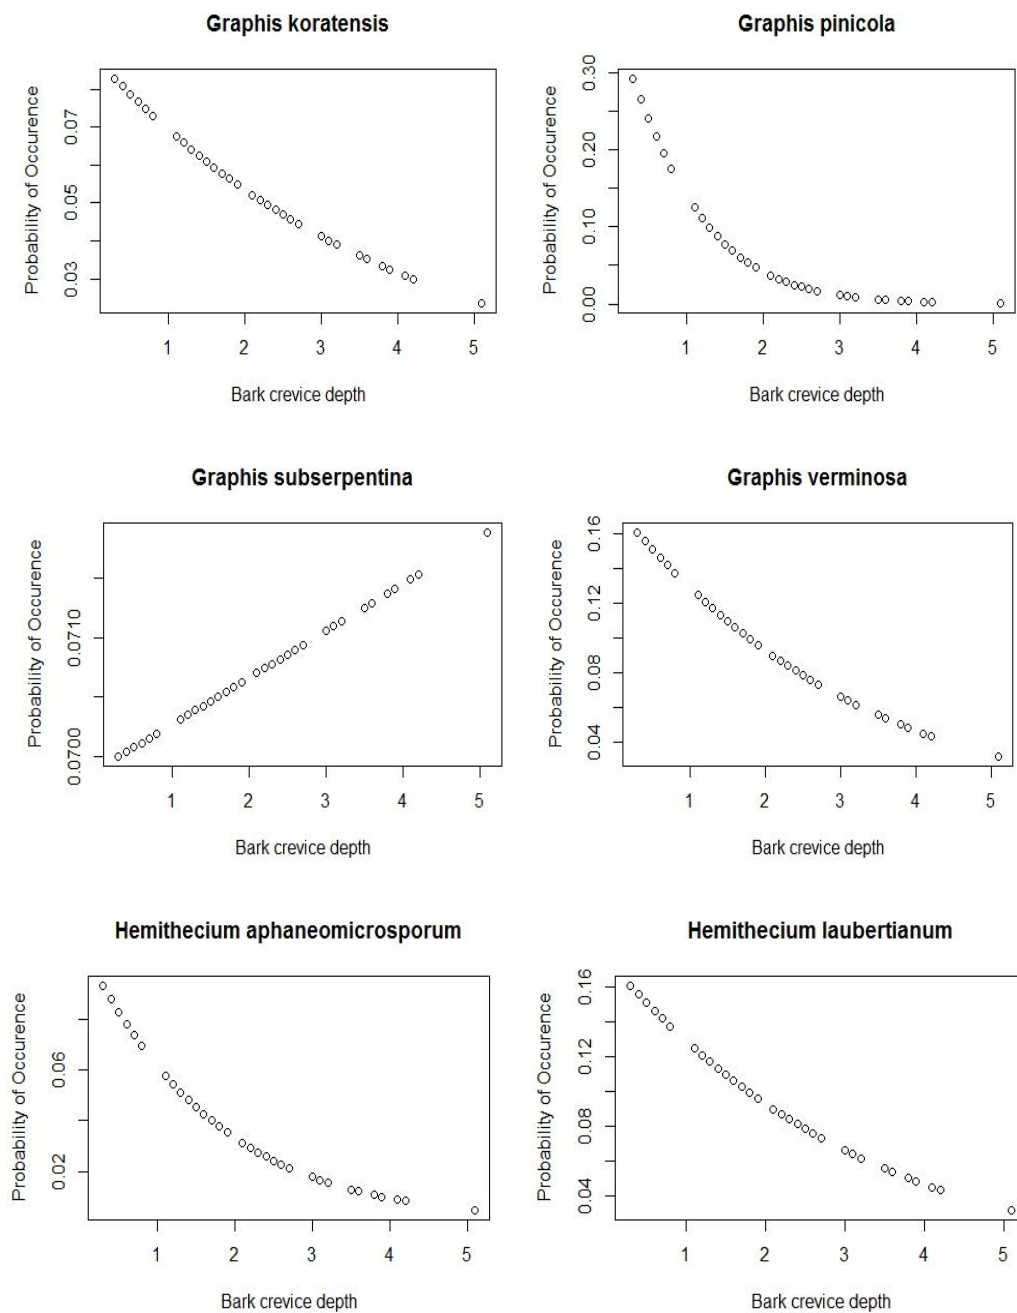 Graphis koratensis
Probability of Occurence
0.07
0.05
0.03
1 2 3 4 5
Bark crevice depth
Graphis pinicola
Probability of Occurence
0.30
0.20
0.10
0.00
1 2 3 4 5
Bark crevice depth
Graphis subserpentina
Probability of Occurence
0.0710
0.0700
1 2 3 4 5
Bark crevice depth
Graphis verminosa
Probability of Occurence
0.16
0.12
0.08
0.04
1 2 3 4 5
Bark crevice depth
Hemithecium aphaneomicrosporum
Probability of Occurence
0.06
0.02
1 2 3 4 5
Bark crevice depth
Hemithecium laubertianum
Probability of Occurence
0.16
0.12
0.08
0.04
1 2 3 4 5
Bark crevice depth